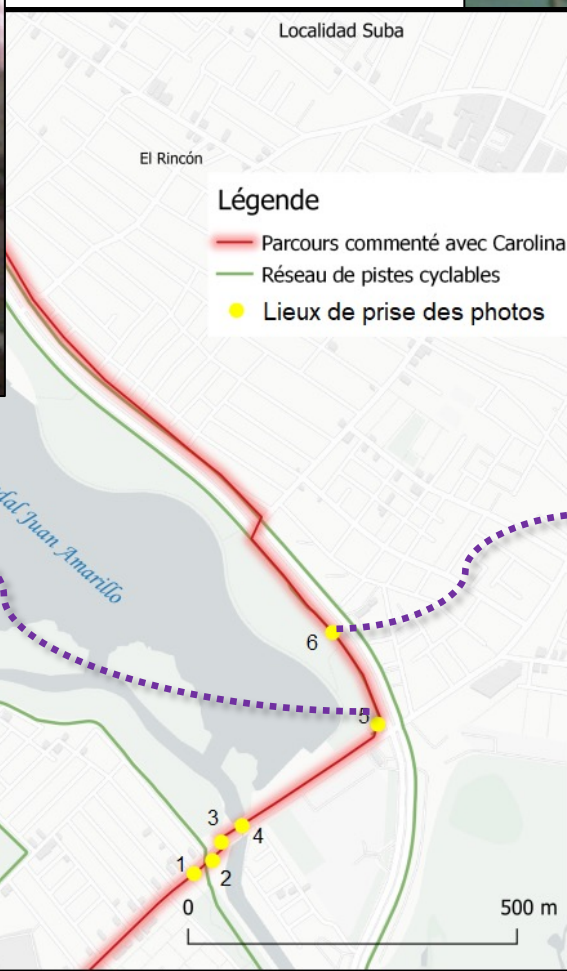 Localidad Suba
El Rincón
Légende
Parcours commenté avec Carolina
Réseau de pistes cyclables
Lieux de prise des photos
dal Juan Amarillo
6
5
3
4
1
2
0
500 m